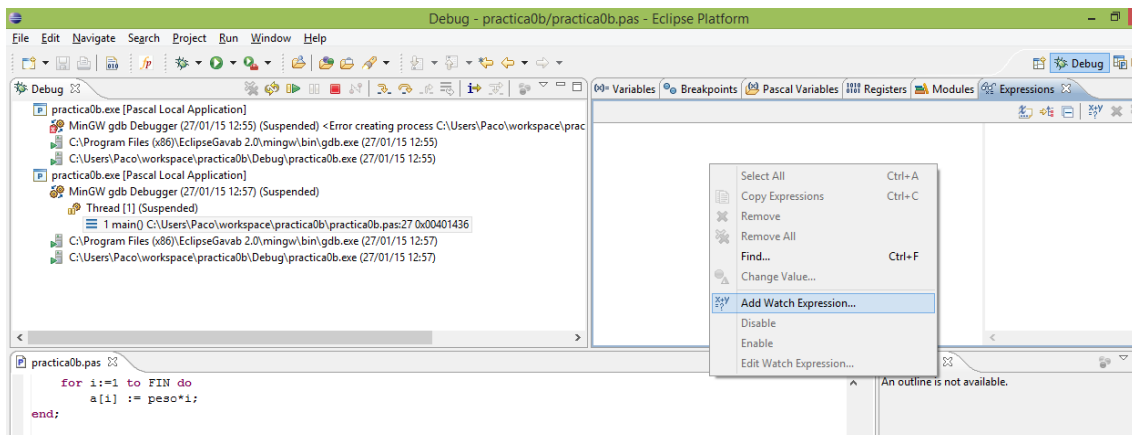 Debug - practica0b/practica0b.pas - Eclipse Platform
File Edit Navigate Search Project Run Window Help
Debug
Debug
(x)= Variables Breakpoints Pascal Variables Registers Modules Expressions
practica0b.exe [Pascal Local Application]
MinGW gdb Debugger (27/01/15 12:55) (Suspended) <Error creating process C:\Users\Paco\workspace\prac
C:\Program Files (x86)\EclipseGavab 2.0\mingw\bin\gdb.exe (27/01/15 12:55)
C:\Users\Paco\workspace\practica0b\Debug\practica0b.exe (27/01/15 12:55)
practica0b.exe [Pascal Local Application]
MinGW gdb Debugger (27/01/15 12:57) (Suspended)
Thread [1] (Suspended)
1 main() C:\Users\Paco\workspace\practica0b\practica0b.pas:27 0x00401436
C:\Program Files (x86)\EclipseGavab 2.0\mingw\bin\gdb.exe (27/01/15 12:57)
C:\Users\Paco\workspace\practica0b\Debug\practica0b.exe (27/01/15 12:57)
Select All Ctrl+A
Copy Expressions Ctrl+C
Remove
Remove All
Find... Ctrl+F
Change Value...
Add Watch Expression...
Disable
Enable
Edit Watch Expression...
practica0b.pas
for i:=1 to FIN do
a[i] := peso*i;
end;
An outline is not available.